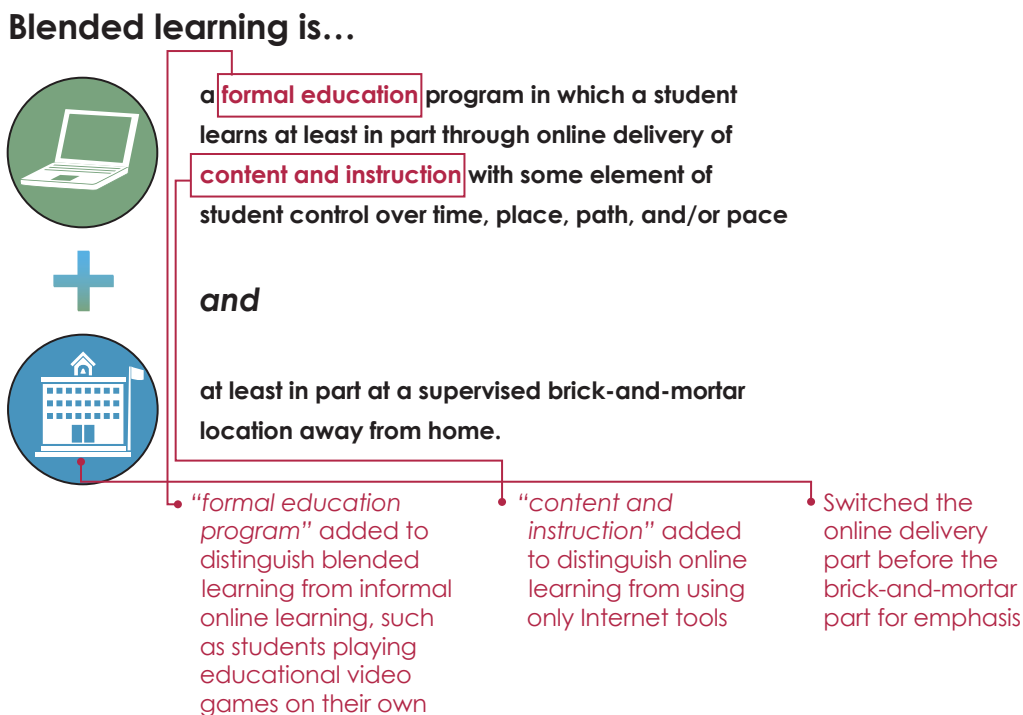 Blended learning is…
a formal education program in which a student
learns at least in part through online delivery of
content and instruction with some element of
student control over time, place, path, and/or pace
and
at least in part at a supervised brick-and-mortar
location away from home.
“formal education
program” added to
distinguish blended
learning from informal
online learning, such
as students playing
educational video
games on their own
“content and
instruction” added
to distinguish online
learning from using
only Internet tools
Switched the
online delivery
part before the
brick-and-mortar
part for emphasis